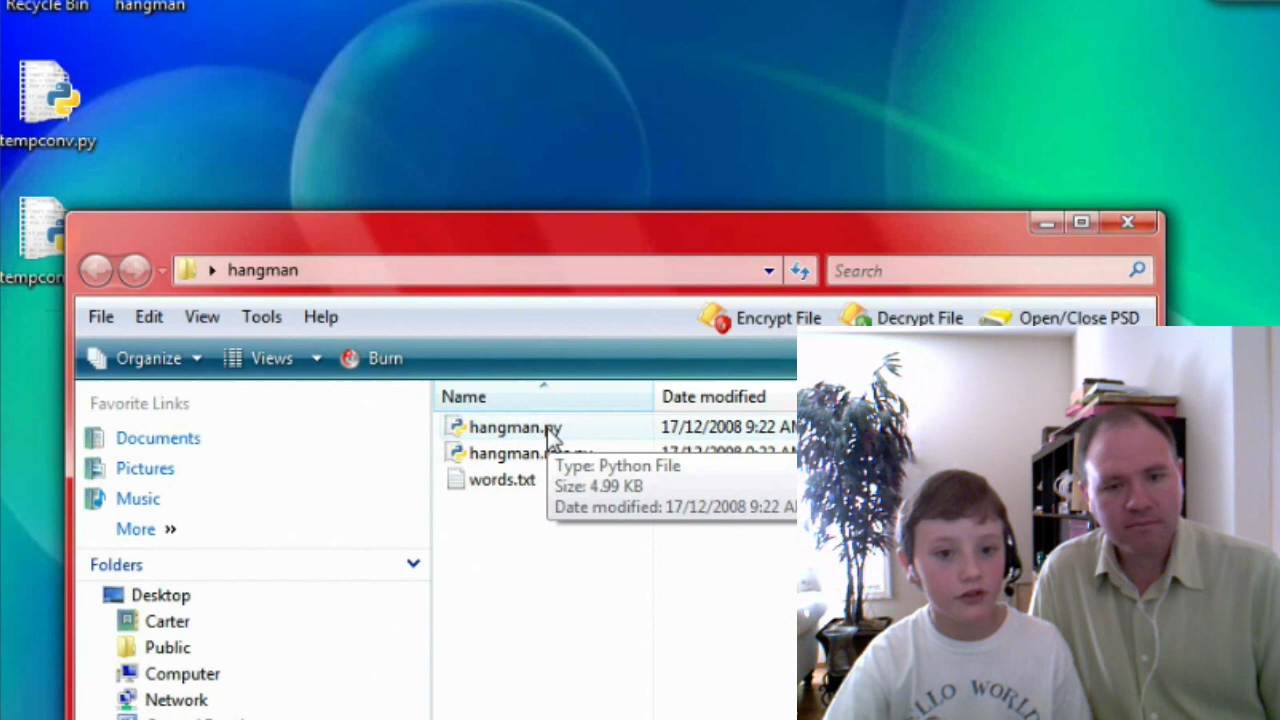 Recycle Bin
hangman
tempconv.py
tempcon
hangman
Search
File Edit View Tools Help
Encrypt File Decrypt File Open/Close PSD
Organize Views Burn
Favorite Links
Documents
Pictures
Music
More »
Folders
Desktop
Carter
Public
Computer
Network
Name Date modified
hangman.py 17/12/2008 9:22 AM
hangman.
words.txt
Type: Python File
Size: 4.99 KB
Date modified: 17/12/2008 9:22 A
LLO WORLD